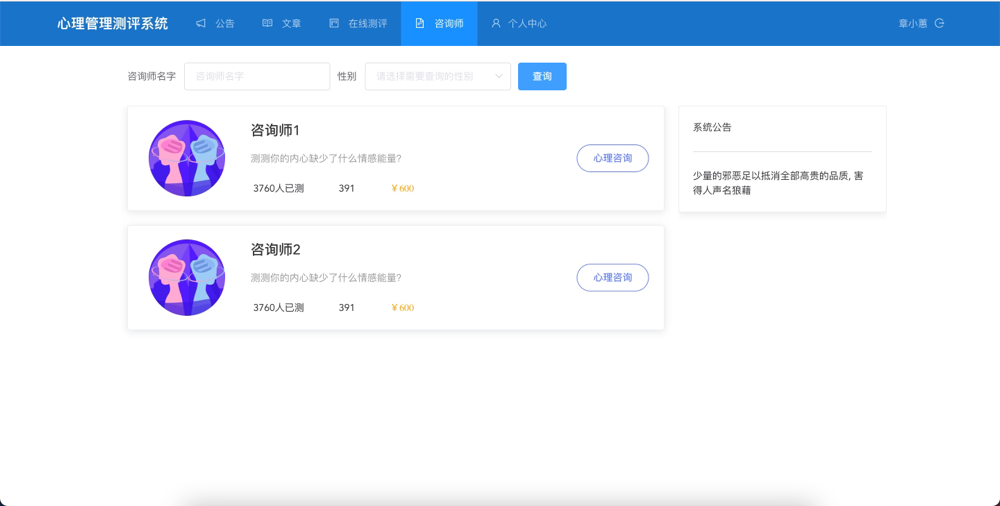 心理管理测评系统 公告 文章 在线测评 咨询师 个人中心 章小蕙
咨询师名字 咨询师名字 性别 请选择需要查询的性别 查询
咨询师1
测测你的内心缺少了什么情感能量?
3760人已测 391 ¥600
心理咨询
咨询师2
测测你的内心缺少了什么情感能量?
3760人已测 391 ¥600
心理咨询
系统公告
少量的邪恶足以抵消全部高贵的品质, 害
得人声名狼藉